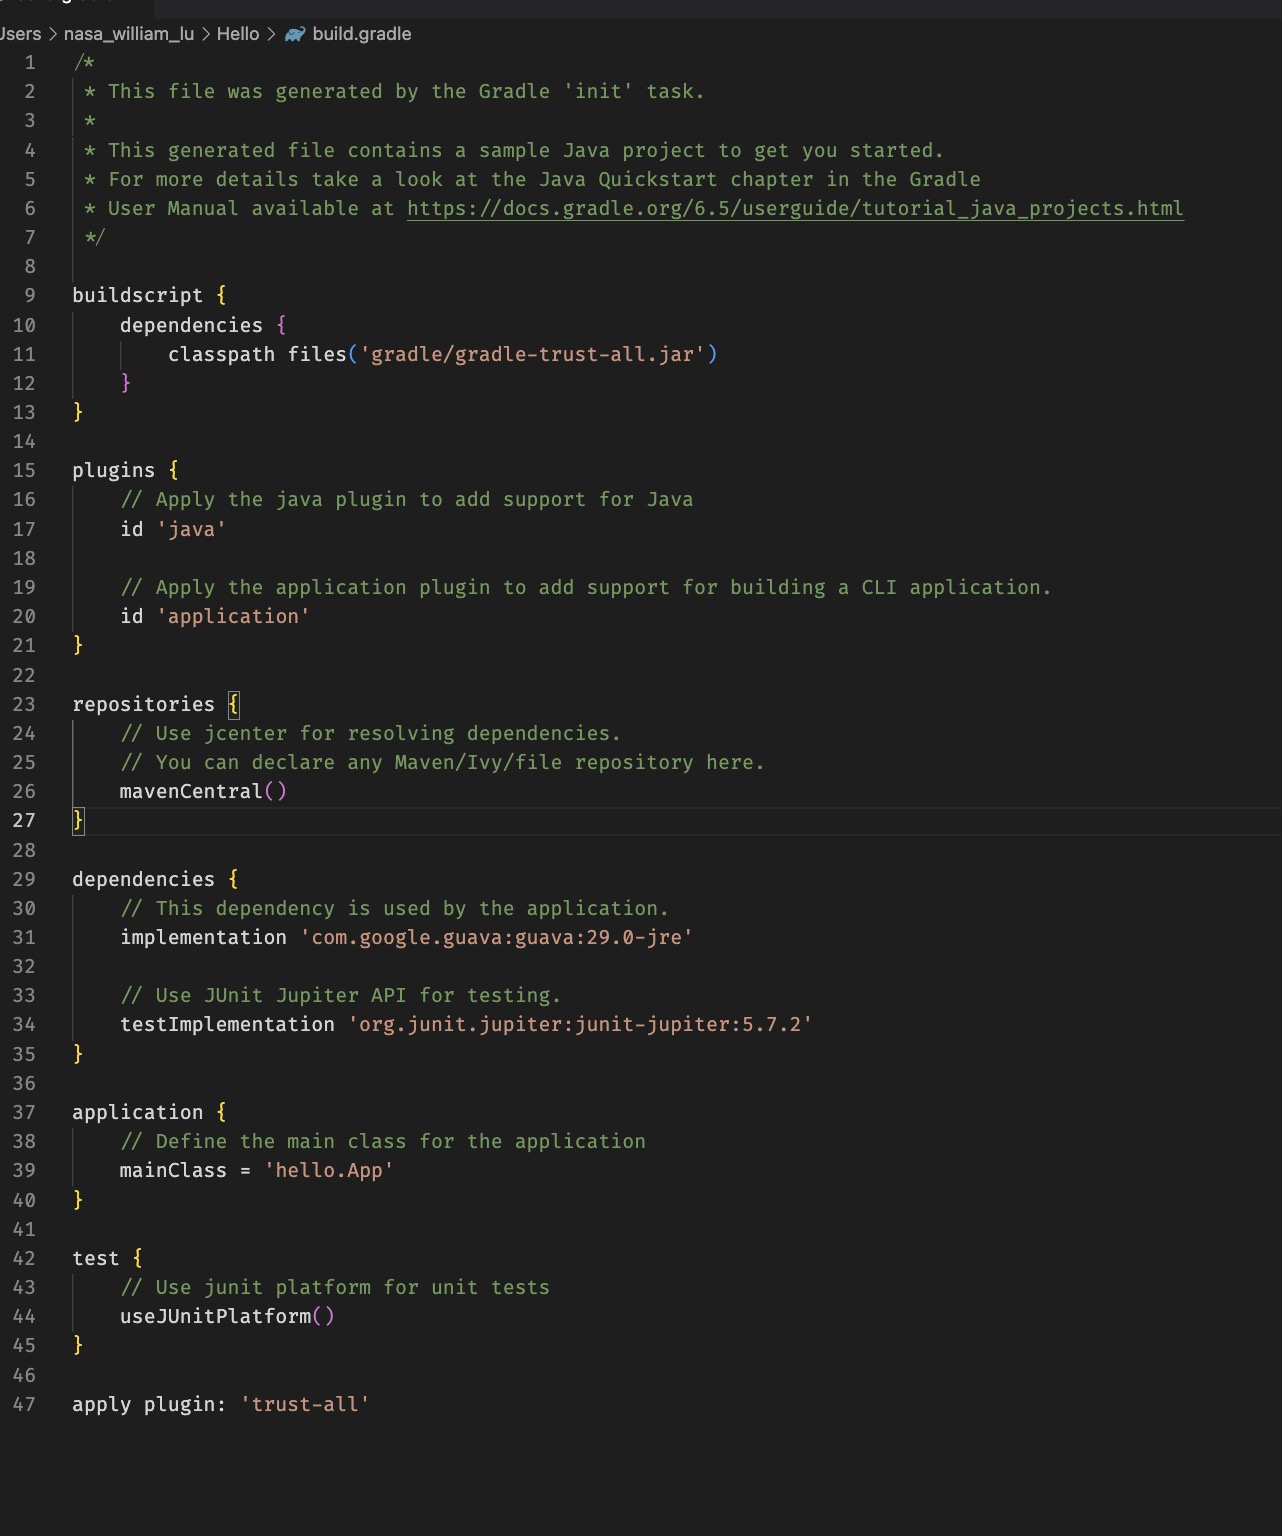 Users > nasa_william_lu > Hello > build.gradle
1 /*
2  * This file was generated by the Gradle 'init' task.
3  *
4  * This generated file contains a sample Java project to get you started.
5  * For more details take a look at the Java Quickstart chapter in the Gradle
6  * User Manual available at https://docs.gradle.org/6.5/userguide/tutorial_java_projects.html
7  */
8
9 buildscript {
10     dependencies {
11         classpath files('gradle/gradle-trust-all.jar')
12     }
13 }
14
15 plugins {
16     // Apply the java plugin to add support for Java
17     id 'java'
18
19     // Apply the application plugin to add support for building a CLI application.
20     id 'application'
21 }
22
23 repositories {
24     // Use jcenter for resolving dependencies.
25     // You can declare any Maven/Ivy/file repository here.
26     mavenCentral()
27 }
28
29 dependencies {
30     // This dependency is used by the application.
31     implementation 'com.google.guava:guava:29.0-jre'
32
33     // Use JUnit Jupiter API for testing.
34     testImplementation 'org.junit.jupiter:junit-jupiter:5.7.2'
35 }
36
37 application {
38     // Define the main class for the application
39     mainClass = 'hello.App'
40 }
41
42 test {
43     // Use junit platform for unit tests
44     useJUnitPlatform()
45 }
46
47 apply plugin: 'trust-all'